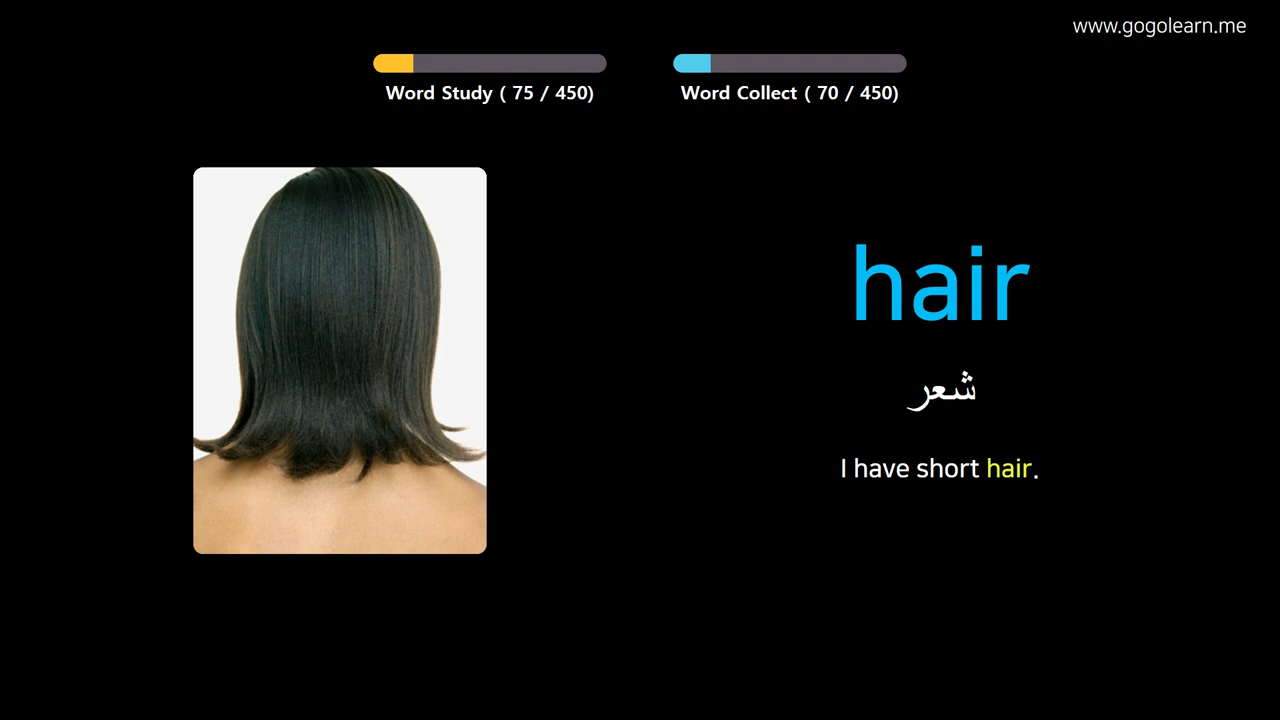 www.gogolearn.me
Word Study ( 75 / 450)
Word Collect ( 70 / 450)
hair
شعر
I have short hair.